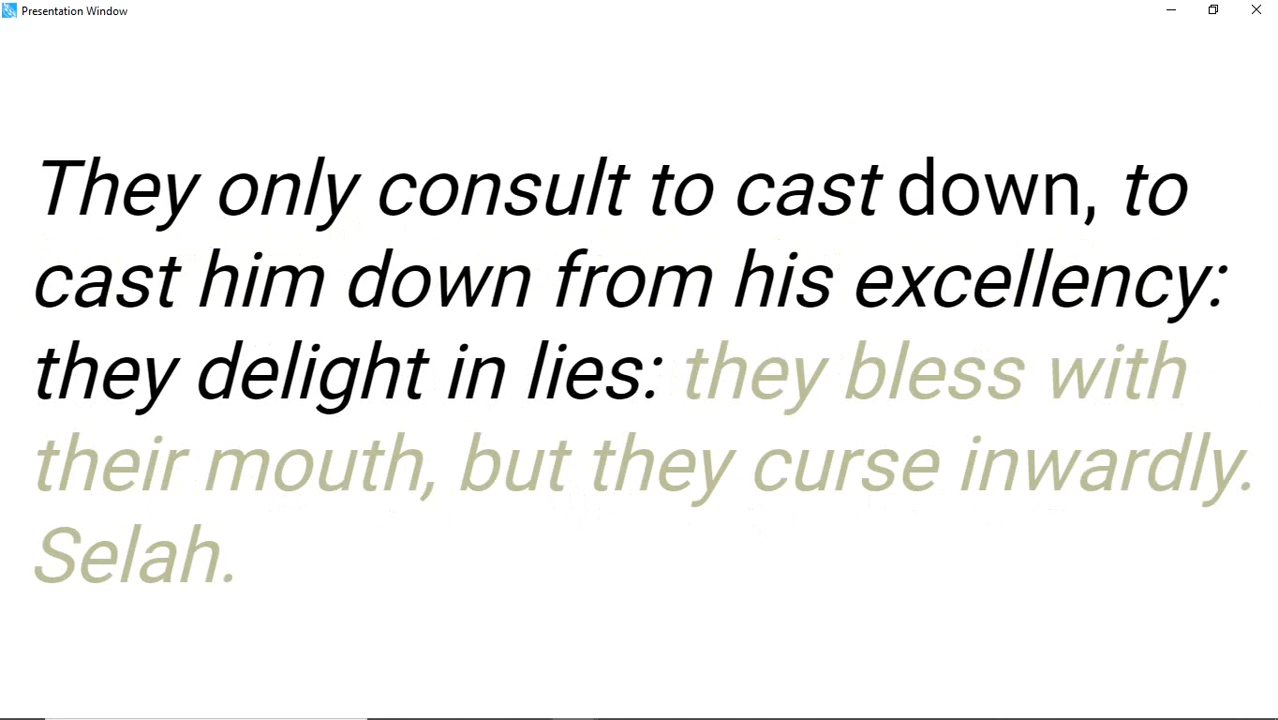 Presentation Window
They only consult to cast down, to
cast him down from his excellency:
they delight in lies: they bless with
their mouth, but they curse inwardly.
Selah.